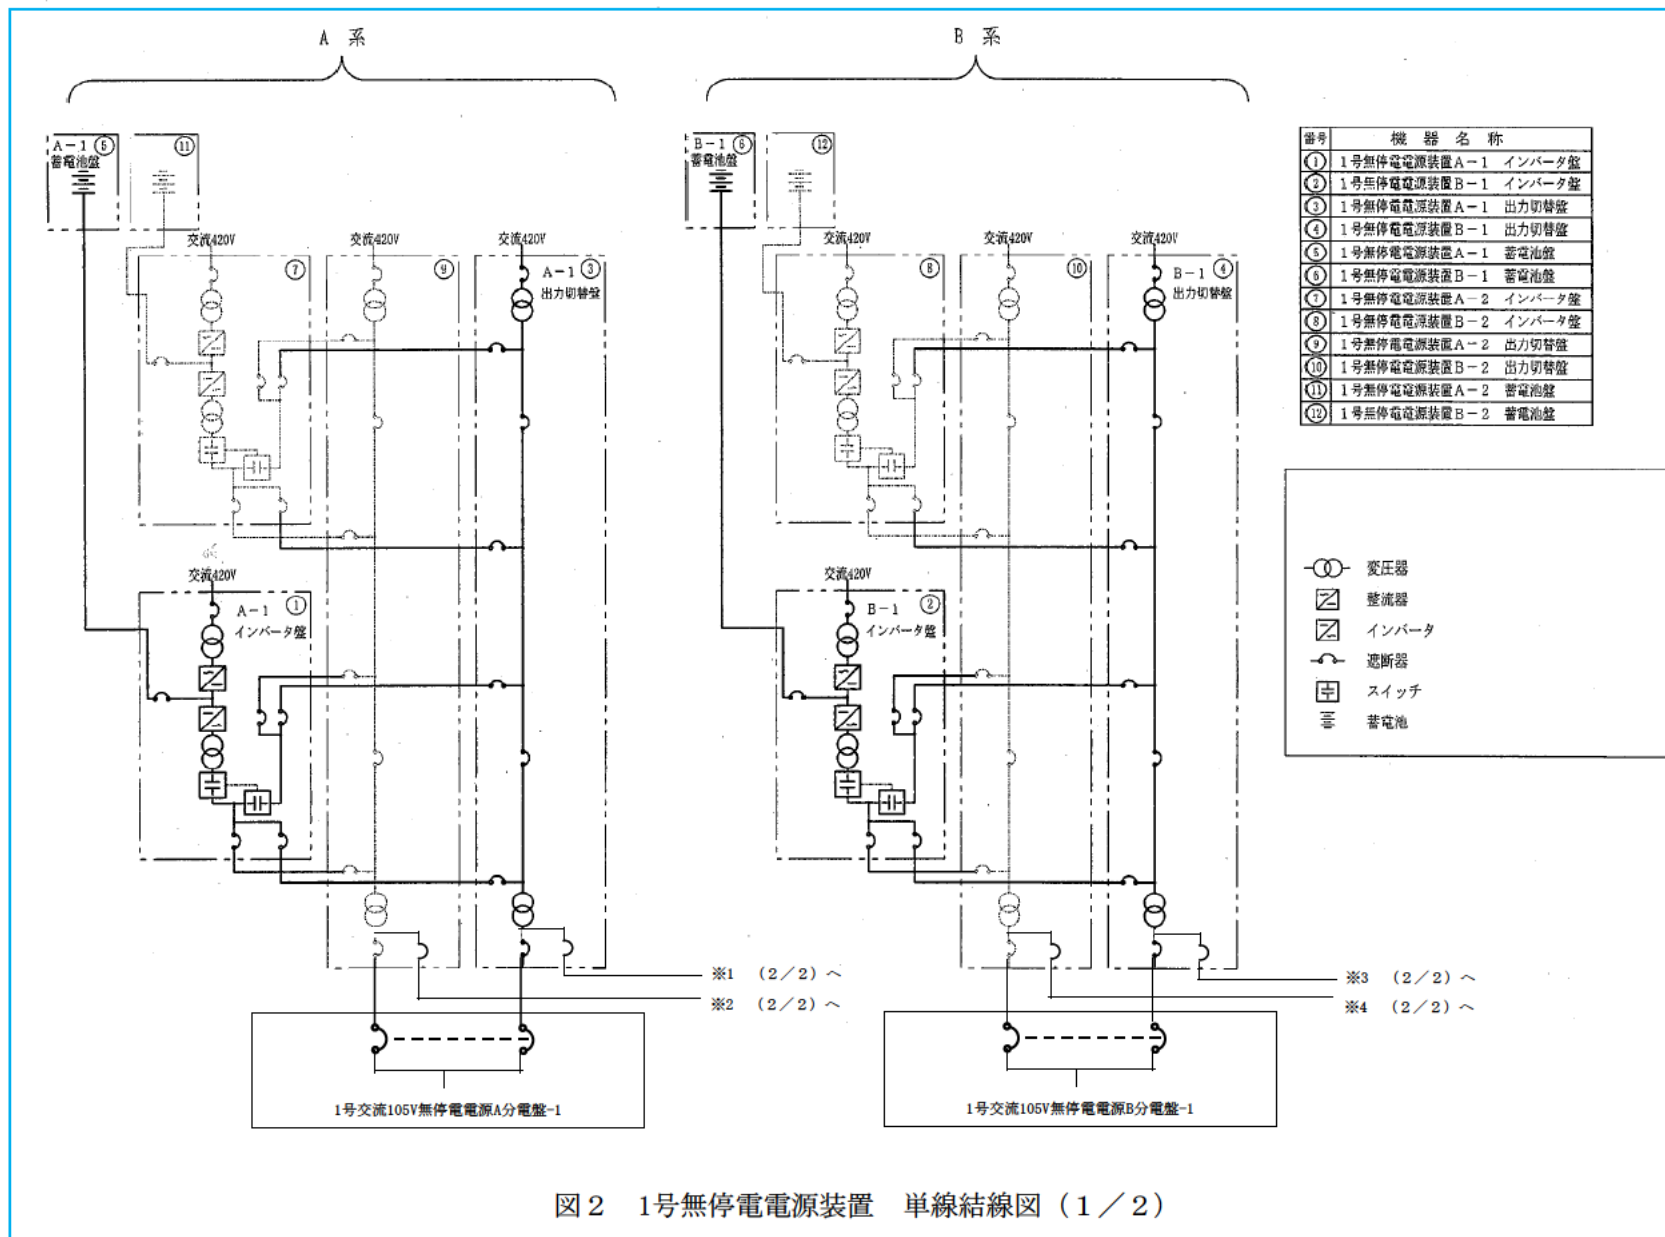 A 系
B 系
A-1 ⑤
蓄電池盤
⑪
B-1 ⑥
蓄電池盤
⑫
番号 機器名称
① 1号無停電電源装置A-1 インバータ盤
② 1号無停電電源装置B-1 インバータ盤
③ 1号無停電電源装置A-1 出力切替盤
④ 1号無停電電源装置B-1 出力切替盤
⑤ 1号無停電電源装置A-1 蓄電池盤
⑥ 1号無停電電源装置B-1 蓄電池盤
⑦ 1号無停電電源装置A-2 インバータ盤
⑧ 1号無停電電源装置B-2 インバータ盤
⑨ 1号無停電電源装置A-2 出力切替盤
⑩ 1号無停電電源装置B-2 出力切替盤
⑪ 1号無停電電源装置A-2 蓄電池盤
⑫ 1号無停電電源装置B-2 蓄電池盤
交流420V
交流420V
交流420V
交流420V
交流420V
交流420V
⑦
⑨
A-1 ③
出力切替盤
⑧
⑩
B-1 ④
出力切替盤
交流420V
A-1 ①
インバータ盤
交流420V
B-1 ②
インバータ盤
変圧器
整流器
インバータ
遮断器
スイッチ
蓄電池
※1 (2/2)へ
※2 (2/2)へ
※3 (2/2)へ
※4 (2/2)へ
1号交流105V無停電電源A分電盤-1
1号交流105V無停電電源B分電盤-1
図2 1号無停電電源装置 単線結線図(1/2)